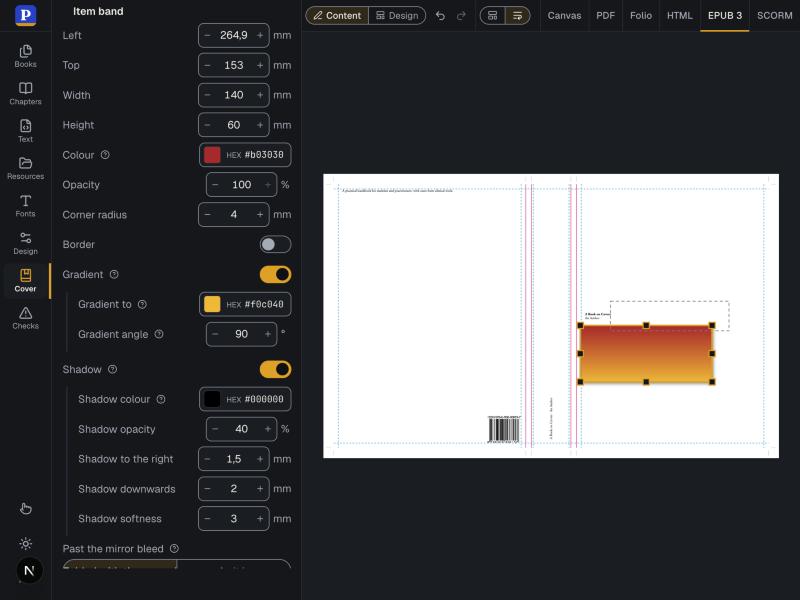 P
Item band
Left − 264,9 + mm
Top − 153 + mm
Width − 140 + mm
Height − 60 + mm
Colour ? HEX #b03030
Opacity − 100 + %
Corner radius − 4 + mm
Border
Gradient ?
Gradient to ? HEX #f0c040
Gradient angle ? − 90 + °
Shadow ?
Shadow colour ? HEX #000000
Shadow opacity − 40 + %
Shadow to the right − 1,5 + mm
Shadow downwards − 2 + mm
Shadow softness − 3 + mm
Past the mirror bleed ?
Books
Chapters
Text
Resources
Fonts
Design
Cover
Checks
N
Content Design Canvas PDF Folio HTML EPUB 3 SCORM
A Book on Covers